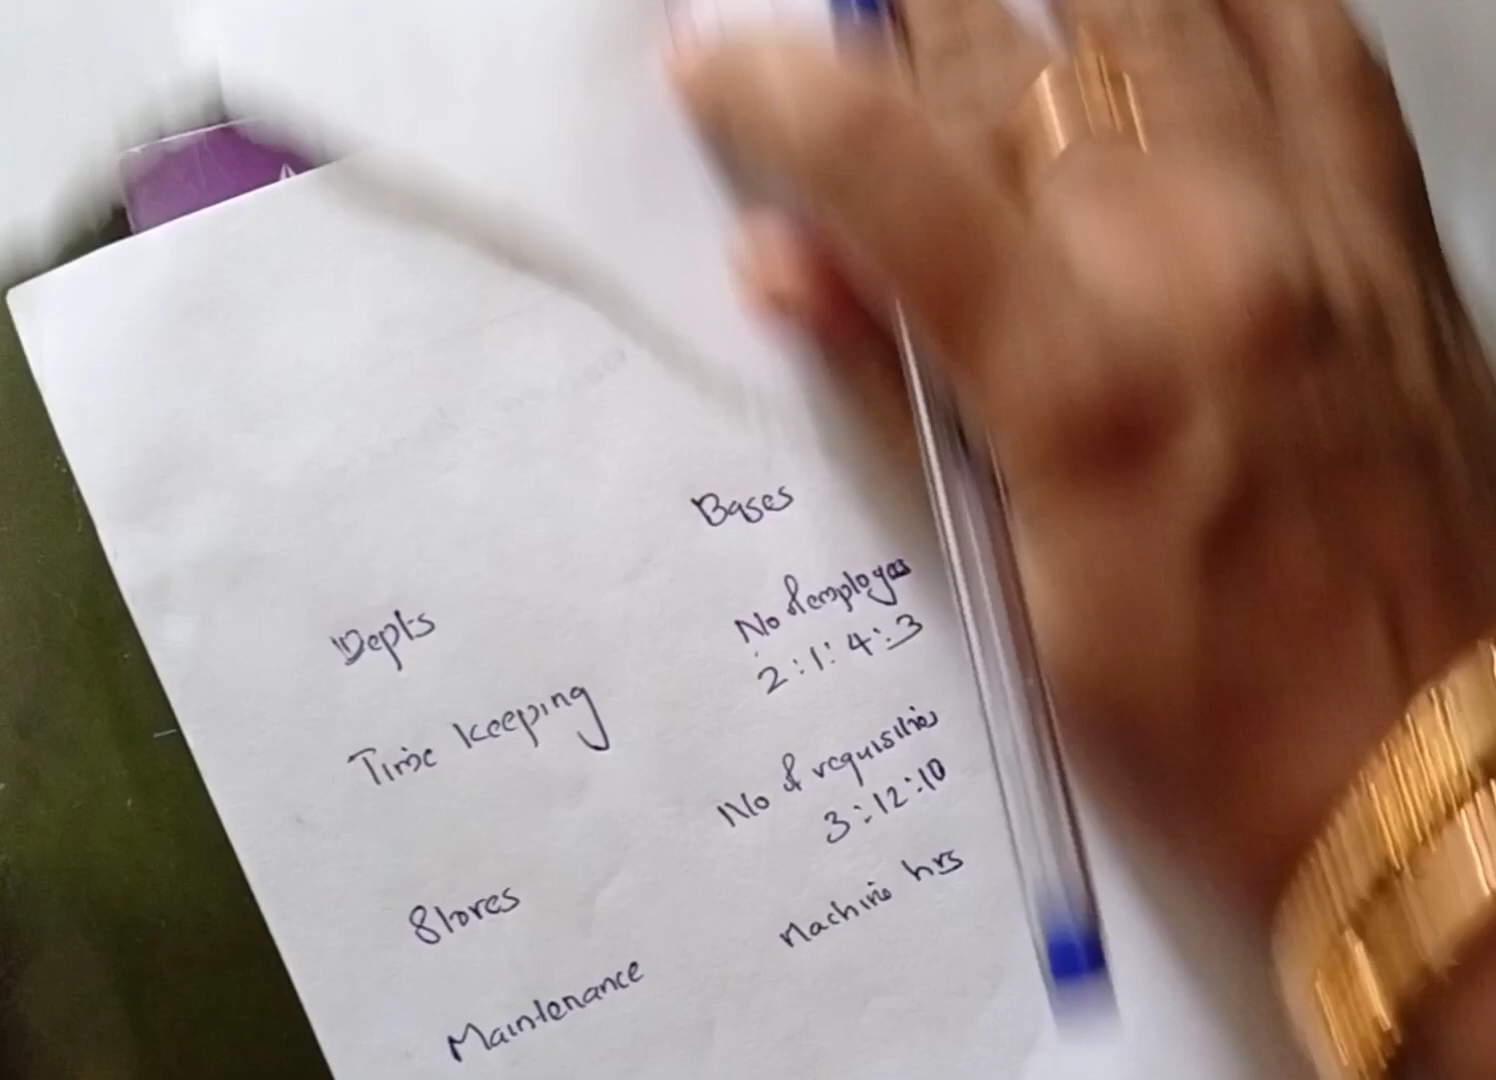 Depts Bases
Time keeping No of employees
2:1:4:3
Stores No of requisities
3:12:10
Maintenance Machine hrs